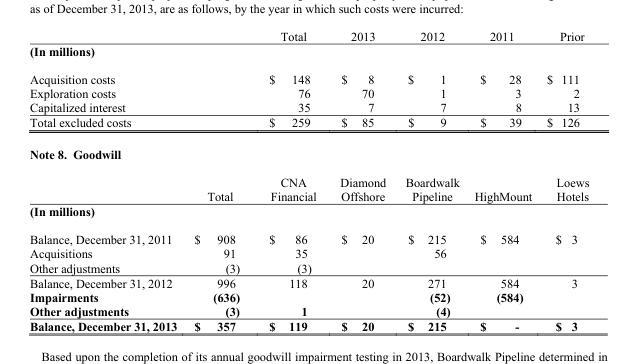 as of December 31, 2013, are as follows, by the year in which such costs were incurred:
Total 2013 2012 2011 Prior
(In millions)
Acquisition costs $ 148 $ 8 $ 1 $ 28 $ 111
Exploration costs 76 70 1 3 2
Capitalized interest 35 7 7 8 13
Total excluded costs $ 259 $ 85 $ 9 $ 39 $ 126
Note 8. Goodwill
CNA Diamond Boardwalk Loews
Total Financial Offshore Pipeline HighMount Hotels
(In millions)
Balance, December 31, 2011 $ 908 $ 86 $ 20 $ 215 $ 584 $ 3
Acquisitions 91 35 56
Other adjustments (3) (3)
Balance, December 31, 2012 996 118 20 271 584 3
Impairments (636) (52) (584)
Other adjustments (3) 1 (4)
Balance, December 31, 2013 $ 357 $ 119 $ 20 $ 215 $ - $ 3
Based upon the completion of its annual goodwill impairment testing in 2013, Boardwalk Pipeline determined in